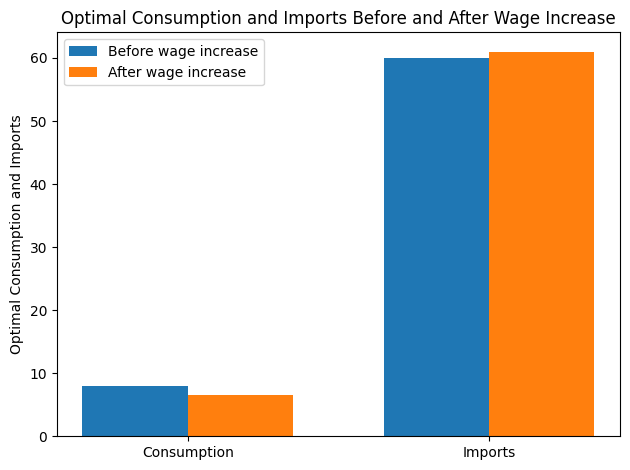 Optimal Consumption and Imports Before and After Wage Increase
Before wage increase
After wage increase
Optimal Consumption and Imports
60
50
40
30
20
10
0
Consumption
Imports